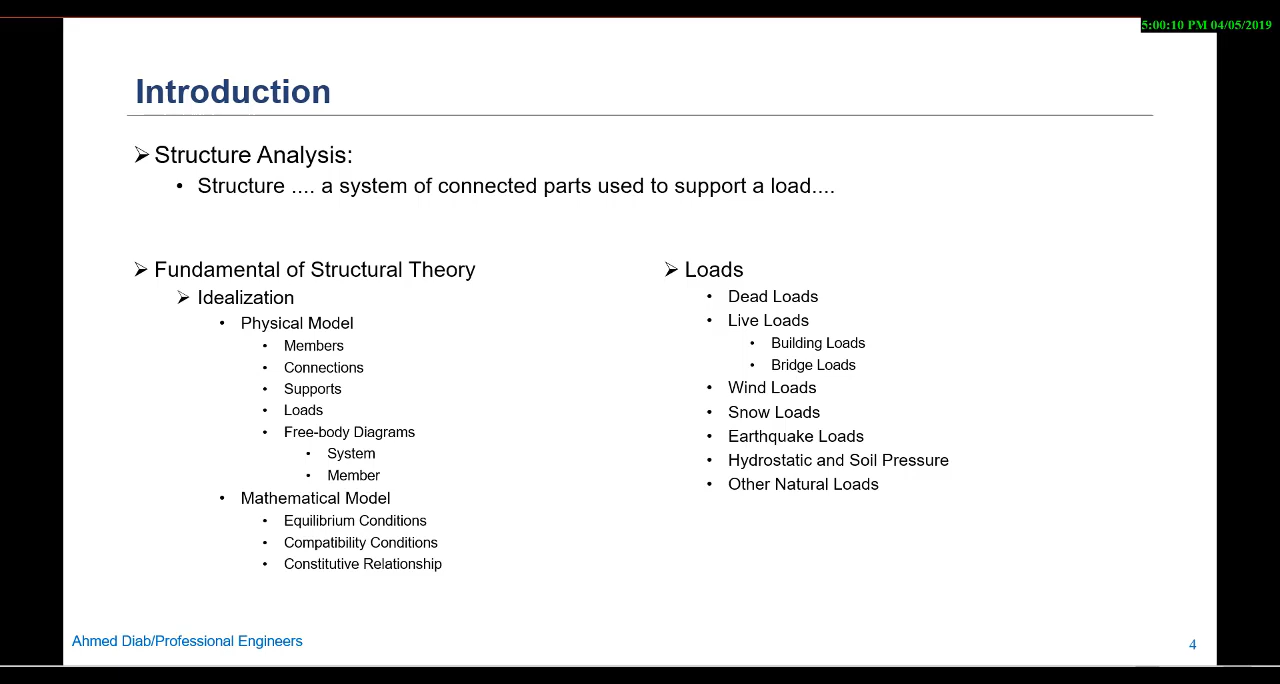 5:00:10 PM 04/05/2019
Introduction
Structure Analysis:
Structure .... a system of connected parts used to support a load....
Fundamental of Structural Theory
Idealization
Physical Model
Members
Connections
Supports
Loads
Free-body Diagrams
System
Member
Mathematical Model
Equilibrium Conditions
Compatibility Conditions
Constitutive Relationship
Loads
Dead Loads
Live Loads
Building Loads
Bridge Loads
Wind Loads
Snow Loads
Earthquake Loads
Hydrostatic and Soil Pressure
Other Natural Loads
Ahmed Diab/Professional Engineers
4